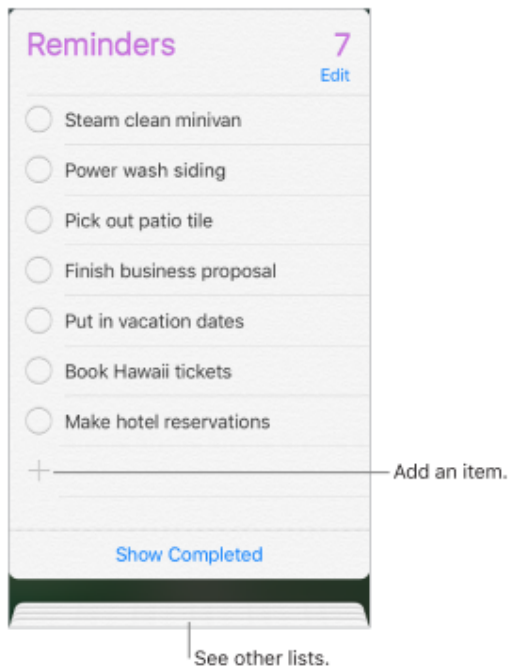 Reminders 7
Edit
Steam clean minivan
Power wash siding
Pick out patio tile
Finish business proposal
Put in vacation dates
Book Hawaii tickets
Make hotel reservations
Add an item.
Show Completed
See other lists.